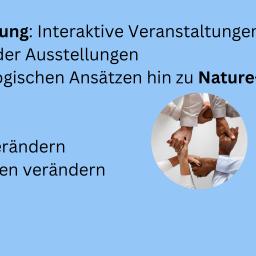 ung: Interaktive Veranstaltungen
der Ausstellungen
ogischen Ansätzen hin zu Nature-
erändern
en verändern